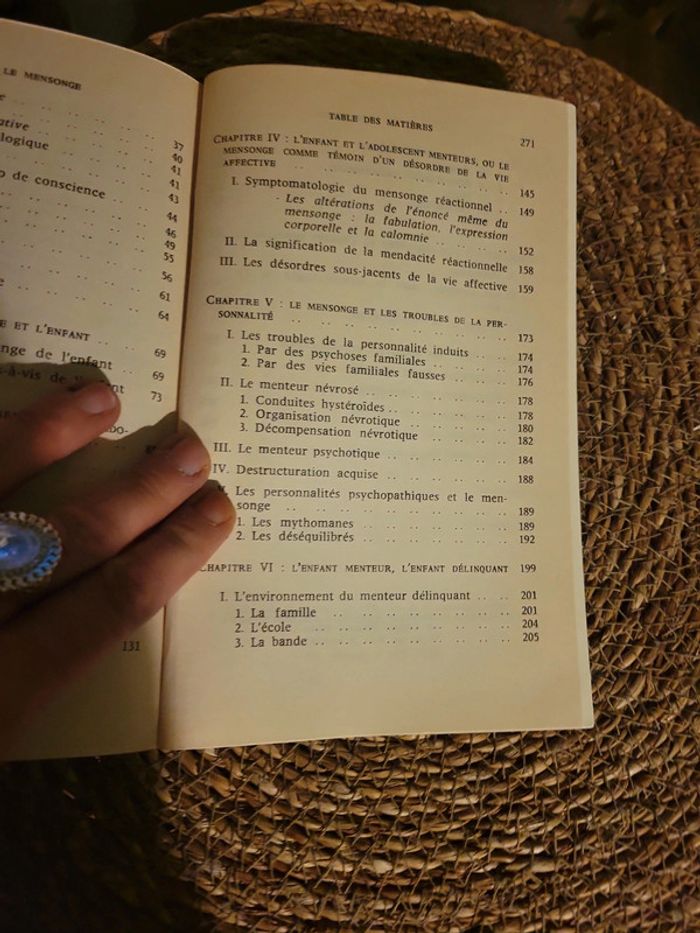 LE MENSONGE
ative .. .. .. .. 37
ologique .. .. .. 40
.. .. .. .. 41
.. .. .. .. 41
de conscience .. .. 43
.. .. .. .. 44
.. .. .. .. 46
.. .. .. .. 49
.. .. .. .. 55
.. .. .. .. 56
.. .. .. .. 61
.. .. .. .. 64
ET L'ENFANT .. .. 69
de l'enfant .. .. 69
73
131
TABLE DES MATIÈRES 271
CHAPITRE IV : L'ENFANT ET L'ADOLESCENT MENTEURS, OU LE
MENSONGE COMME TÉMOIN D'UN DÉSORDRE DE LA VIE
AFFECTIVE .. .. .. .. .. .. .. .. 145
I. Symptomatologie du mensonge réactionnel .. 149
- Les altérations de l'énoncé même du
mensonge : la fabulation, l'expression
corporelle et la calomnie .. .. .. .. 152
II. La signification de la mendacité réactionnelle 158
III. Les désordres sous-jacents de la vie affective 159
CHAPITRE V : LE MENSONGE ET LES TROUBLES DE LA PER-
SONNALITÉ .. .. .. .. .. .. .. .. 173
I. Les troubles de la personnalité induits .. .. 174
1. Par des psychoses familiales .. .. .. 174
2. Par des vies familiales fausses .. .. .. 176
II. Le menteur névrosé .. .. .. .. .. 178
1. Conduites hystéroïdes .. .. .. .. .. 178
2. Organisation névrotique .. .. .. .. 180
3. Décompensation névrotique .. .. .. 182
III. Le menteur psychotique .. .. .. .. .. 184
IV. Destructuration acquise .. .. .. .. .. 188
Les personnalités psychopathiques et le men-
songe .. .. .. .. .. .. .. .. 189
1. Les mythomanes .. .. .. .. .. .. 189
2. Les déséquilibrés .. .. .. .. .. .. 192
CHAPITRE VI : L'ENFANT MENTEUR, L'ENFANT DÉLINQUANT 199
I. L'environnement du menteur délinquant .. .. 201
1. La famille .. .. .. .. .. .. .. 201
2. L'école .. .. .. .. .. .. .. 204
3. La bande .. .. .. .. .. .. .. 205